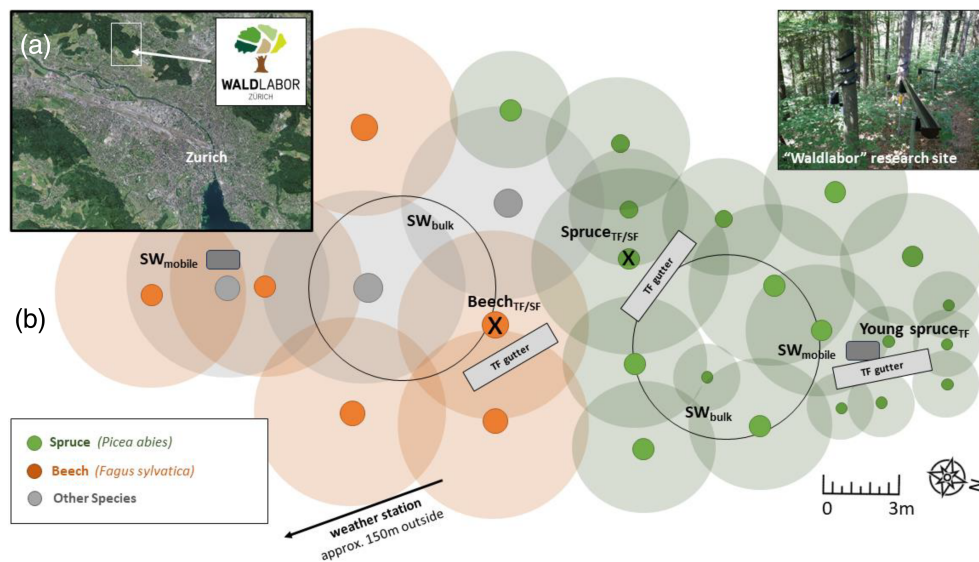 (a)
WALDLABOR
ZÜRICH
Zurich
"Waldlabor" research site
SWbulk
SpruceTF/SF
SWmobile
TF gutter
BeechTF/SF
(b)
TF gutter
Young spruceTF
SWmobile
TF gutter
SWbulk
Spruce (Picea abies)
Beech (Fagus sylvatica)
Other Species
weather station
approx. 150m outside
0 3m
N